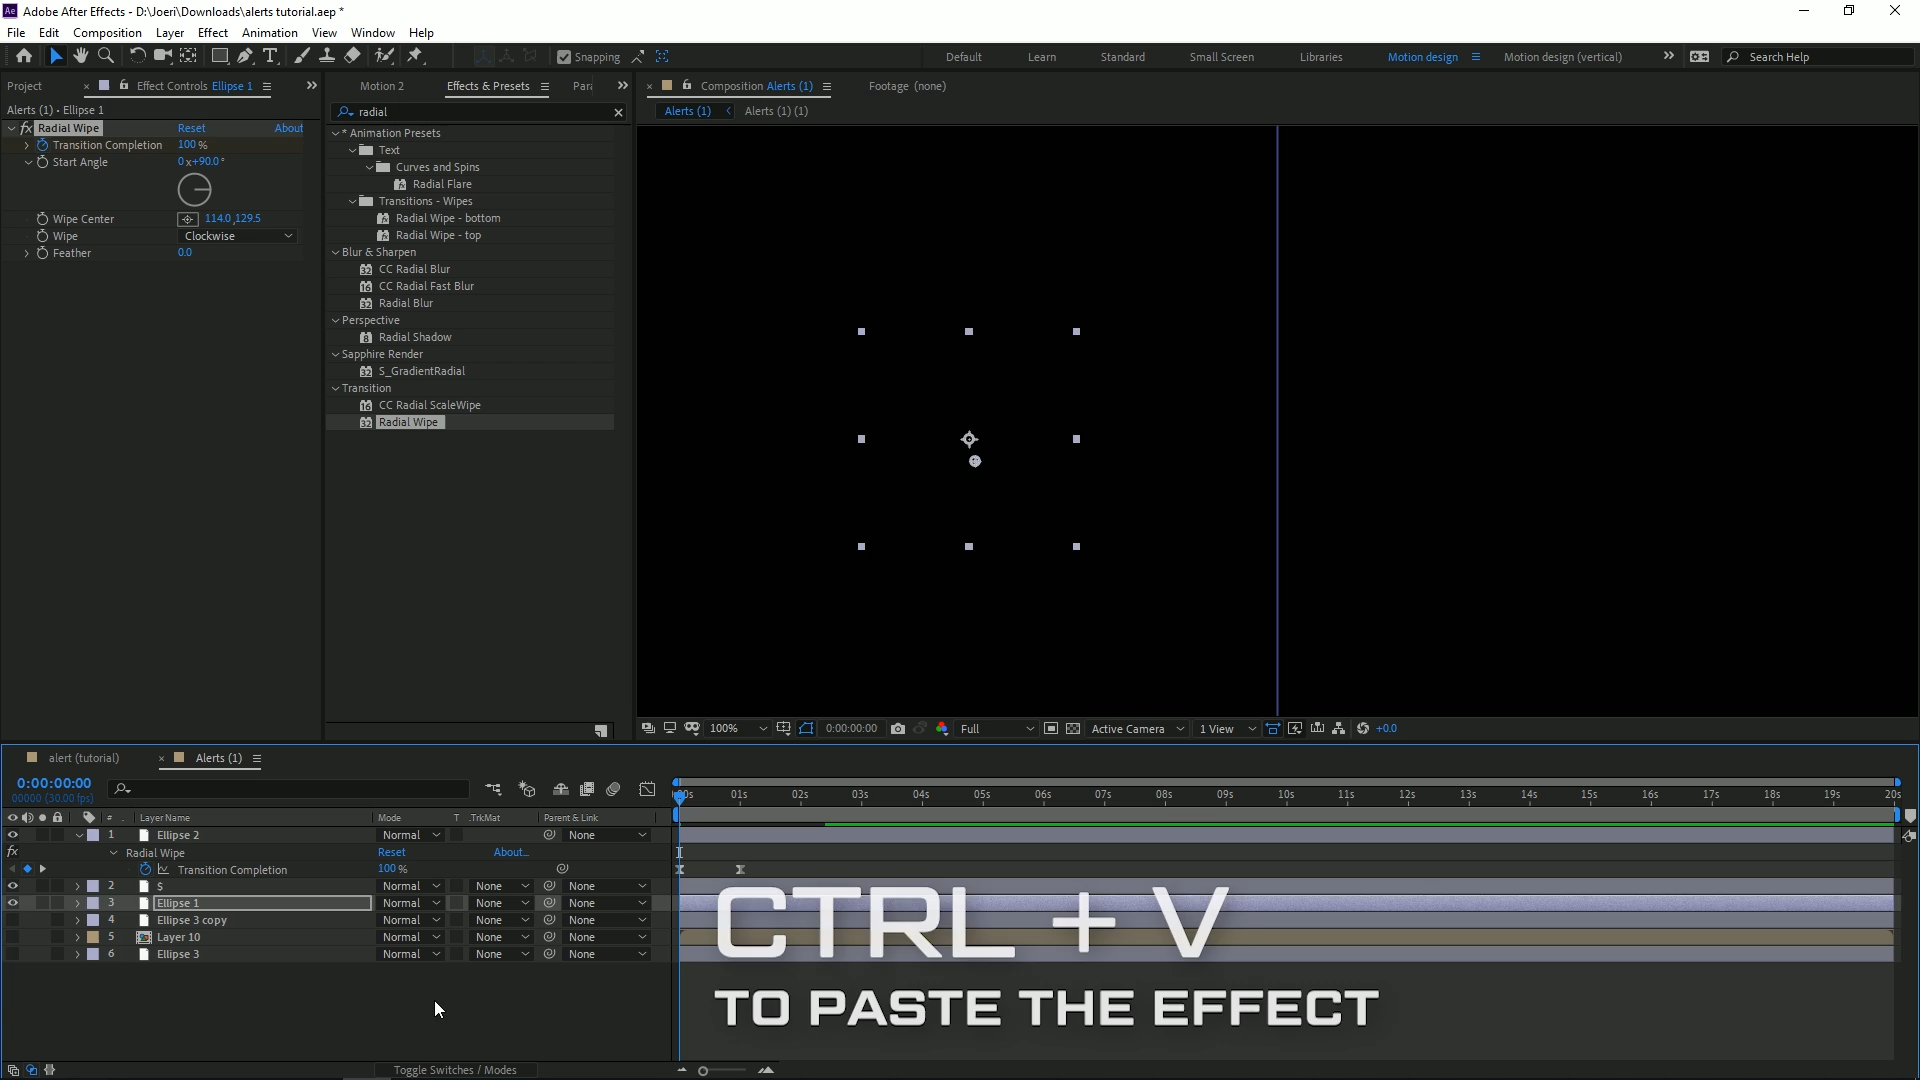 Ae Adobe After Effects - D:\Joeri\Downloads\alerts tutorial.aep *
File Edit Composition Layer Effect Animation View Window Help
Snapping Default Learn Standard Small Screen Libraries Motion design Motion design (vertical) Search Help
Project Effect Controls Ellipse 1
Alerts (1) • Ellipse 1
fx Radial Wipe Reset About
Transition Completion 100 %
Start Angle 0x+90.0°
Wipe Center 114.0,129.5
Wipe Clockwise
Feather 0.0
Motion 2 Effects & Presets Para
radial
* Animation Presets
Text
Curves and Spins
Radial Flare
Transitions - Wipes
Radial Wipe - bottom
Radial Wipe - top
Blur & Sharpen
32 CC Radial Blur
16 CC Radial Fast Blur
32 Radial Blur
Perspective
8 Radial Shadow
Sapphire Render
32 S_GradientRadial
Transition
16 CC Radial ScaleWipe
32 Radial Wipe
Composition Alerts (1) Footage (none)
Alerts (1) Alerts (1) (1)
100% 0:00:00:00 Full Active Camera 1 View +0.0
alert (tutorial) Alerts (1)
0:00:00:00
00000 (30.00 fps)
# Layer Name Mode T .TrkMat Parent & Link
1 Ellipse 2 Normal None
fx Radial Wipe Reset About...
Transition Completion 100 %
2 $ Normal None None
3 Ellipse 1 Normal None None
4 Ellipse 3 copy Normal None None
5 Layer 10 Normal None None
6 Ellipse 3 Normal None None
Toggle Switches / Modes
00s 01s 02s 03s 04s 05s 06s 07s 08s 09s 10s 11s 12s 13s 14s 15s 16s 17s 18s 19s 20s
CTRL + V
TO PASTE THE EFFECT